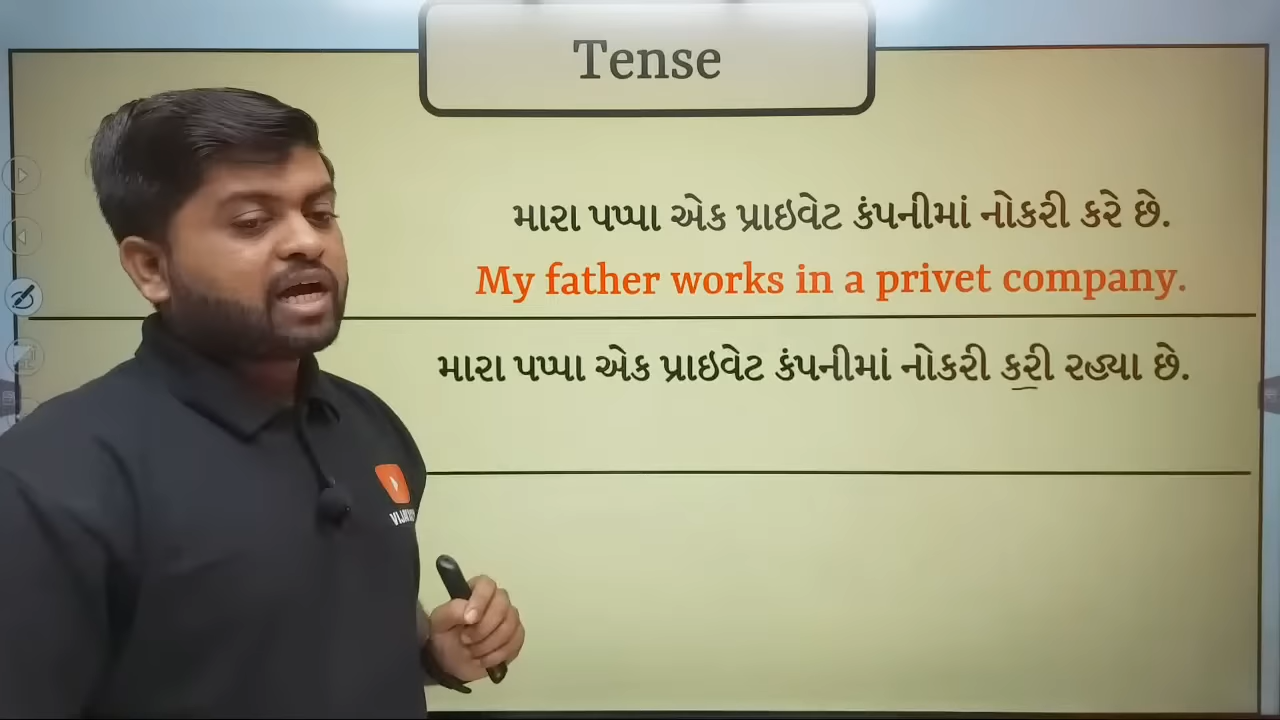 Tense
મારા પપ્પા એક પ્રાઇવેટ કંપનીમાં નોકરી કરે છે.
My father works in a privet company.
મારા પપ્પા એક પ્રાઇવેટ કંપનીમાં નોકરી કરી રહ્યા છે.